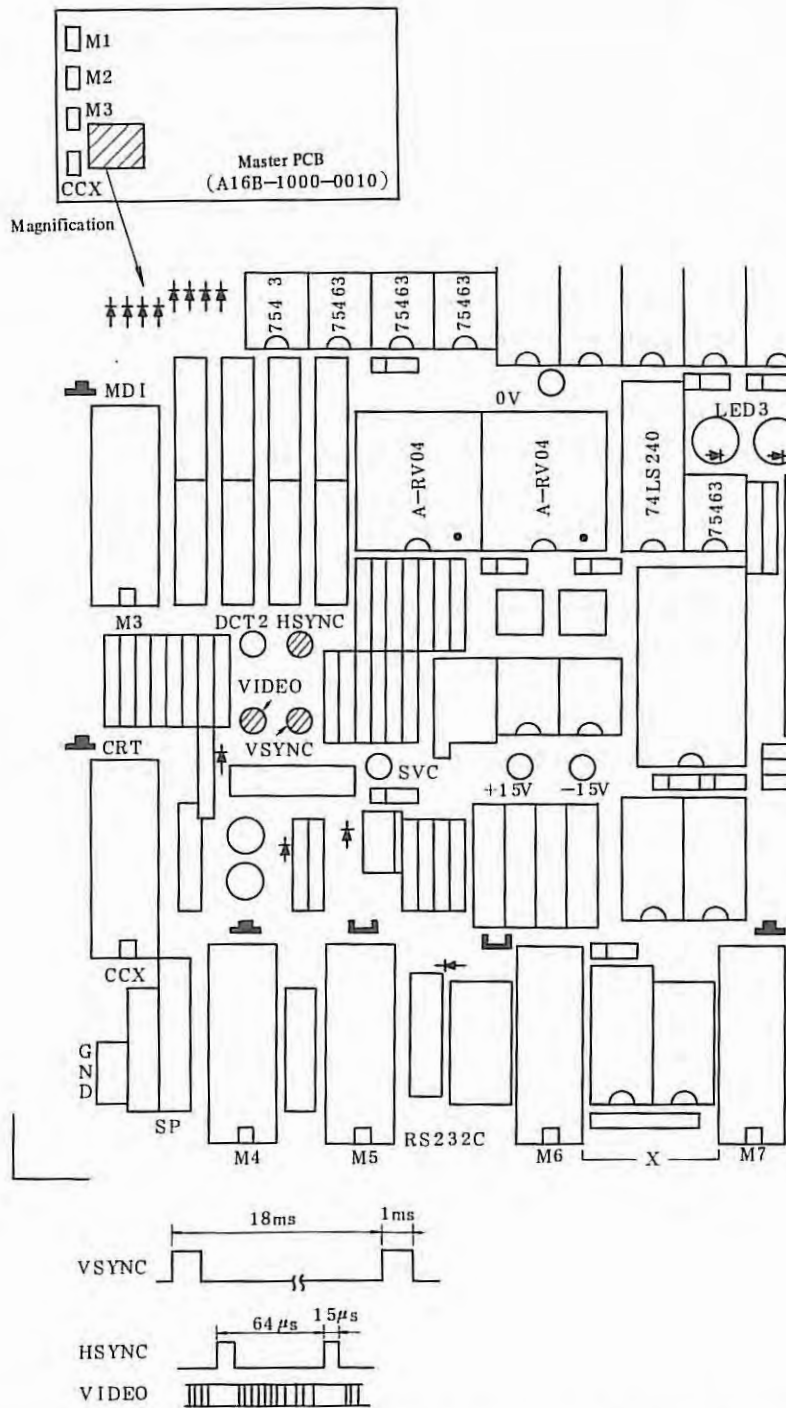 M1
M2
M3
CCX
Master PCB
(A16B-1000-0010)
Magnification
754 3
75463
75463
75463
MDI
0V
LED3
A-RV04
A-RV04
74LS240
75463
M3
DCT2 HSYNC
VIDEO
VSYNC
CRT
SVC
+15V
-15V
CCX
GND
SP
M4
M5
RS232C
M6
X
M7
18ms
1ms
VSYNC
64μs
15μs
HSYNC
VIDEO